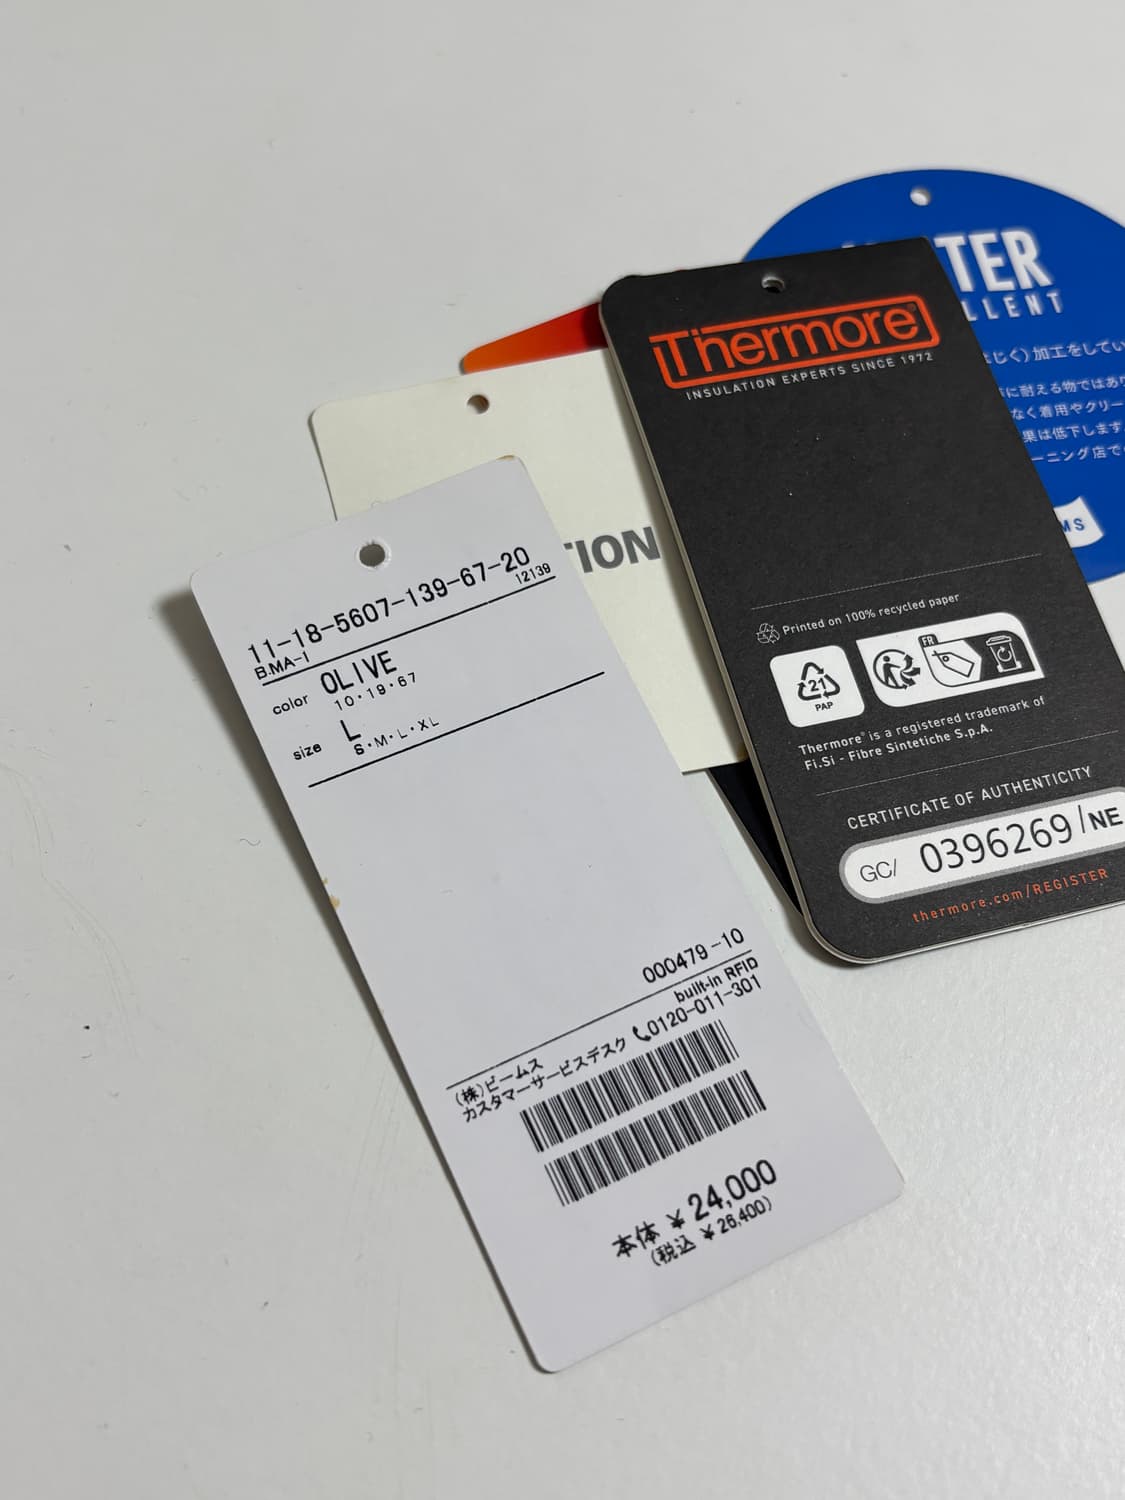 11-18-5607-139-67-20
B.MA-1 12139
color OLIVE
10・19・67
size L
S・M・L・XL
000479-10
built-in RFID
(株)ビームス
カスタマーサービスデスク 0120-011-301
本体 ¥24,000
(税込 ¥26,400)
TION
Thermore®
INSULATION EXPERTS SINCE 1972
Printed on 100% recycled paper
21
PAP
FR
Thermore® is a registered trademark of
Fi.Si - Fibre Sintetiche S.p.A.
CERTIFICATE OF AUTHENTICITY
GC/ 0396269/NE
thermore.com/REGISTER
TER
LLENT
じく)加工をしてい
に耐える物ではあり
なく着用やクリー
果は低下します
ーニング店で
MS